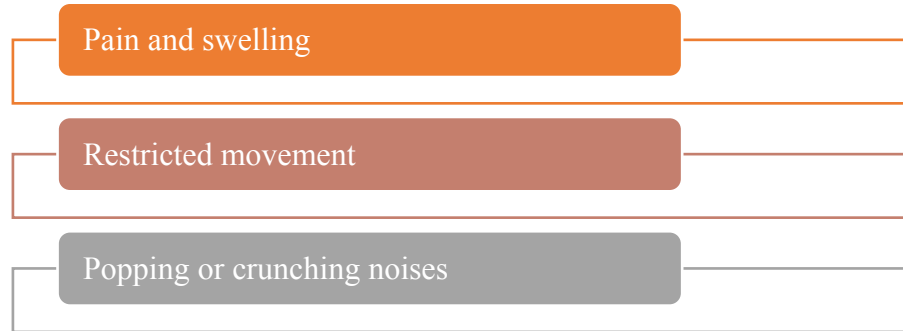 Pain and swelling
Restricted movement
Popping or crunching noises